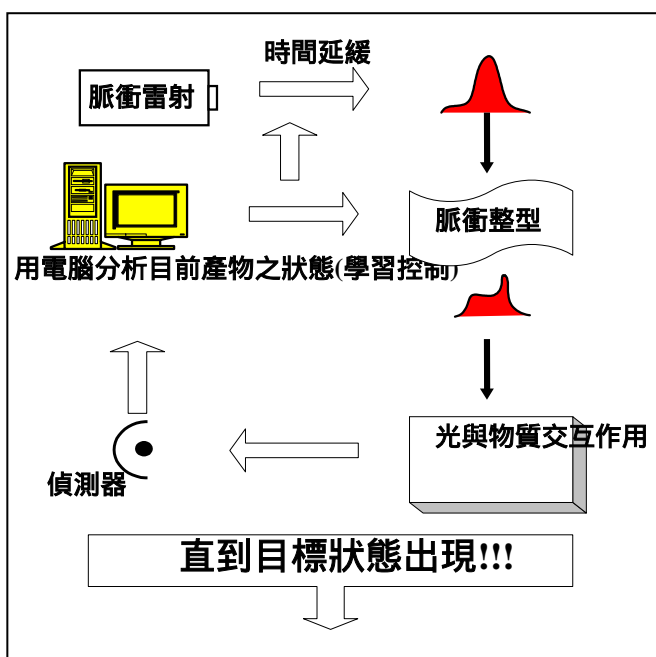 時間延緩
脈衝雷射
脈衝整型
用電腦分析目前產物之狀態(學習控制)
光與物質交互作用
偵測器
直到目標狀態出現!!!